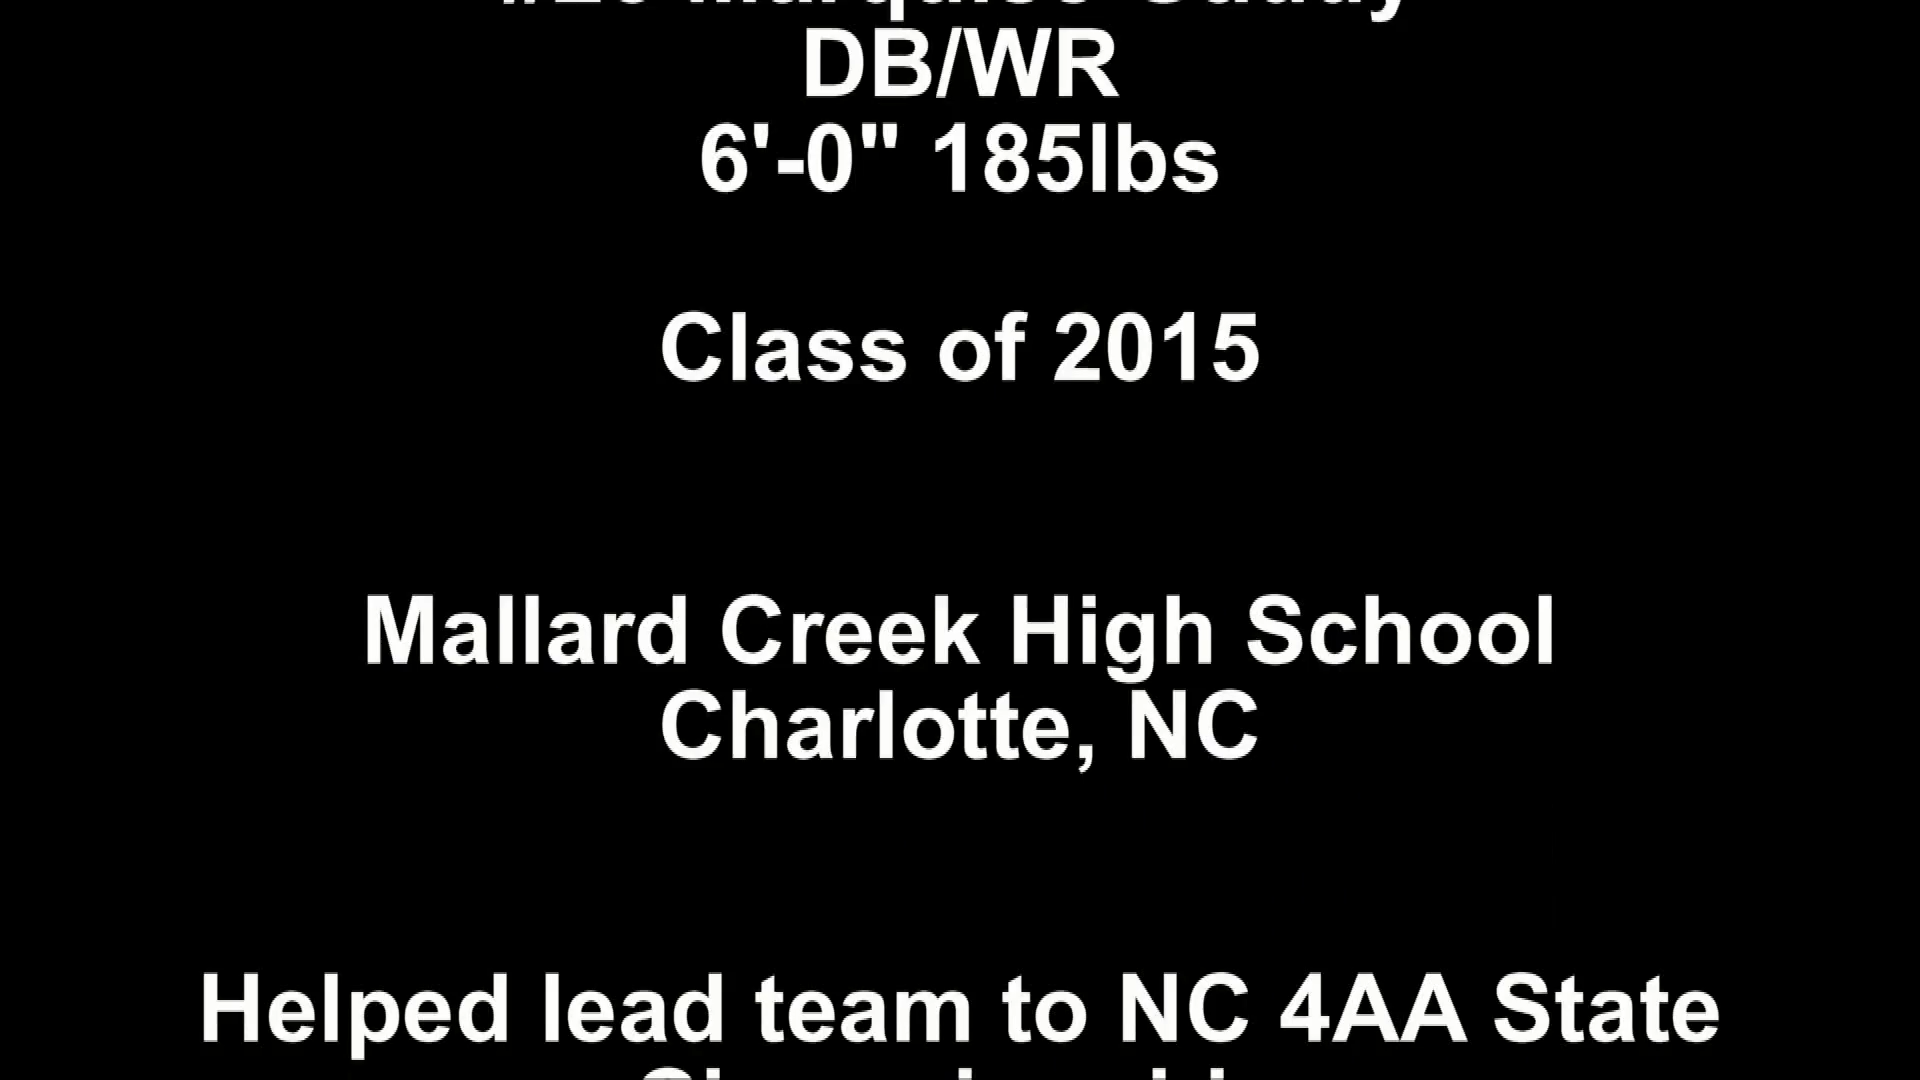 DB/WR
6'-0" 185lbs
Class of 2015
Mallard Creek High School
Charlotte, NC
Helped lead team to NC 4AA State